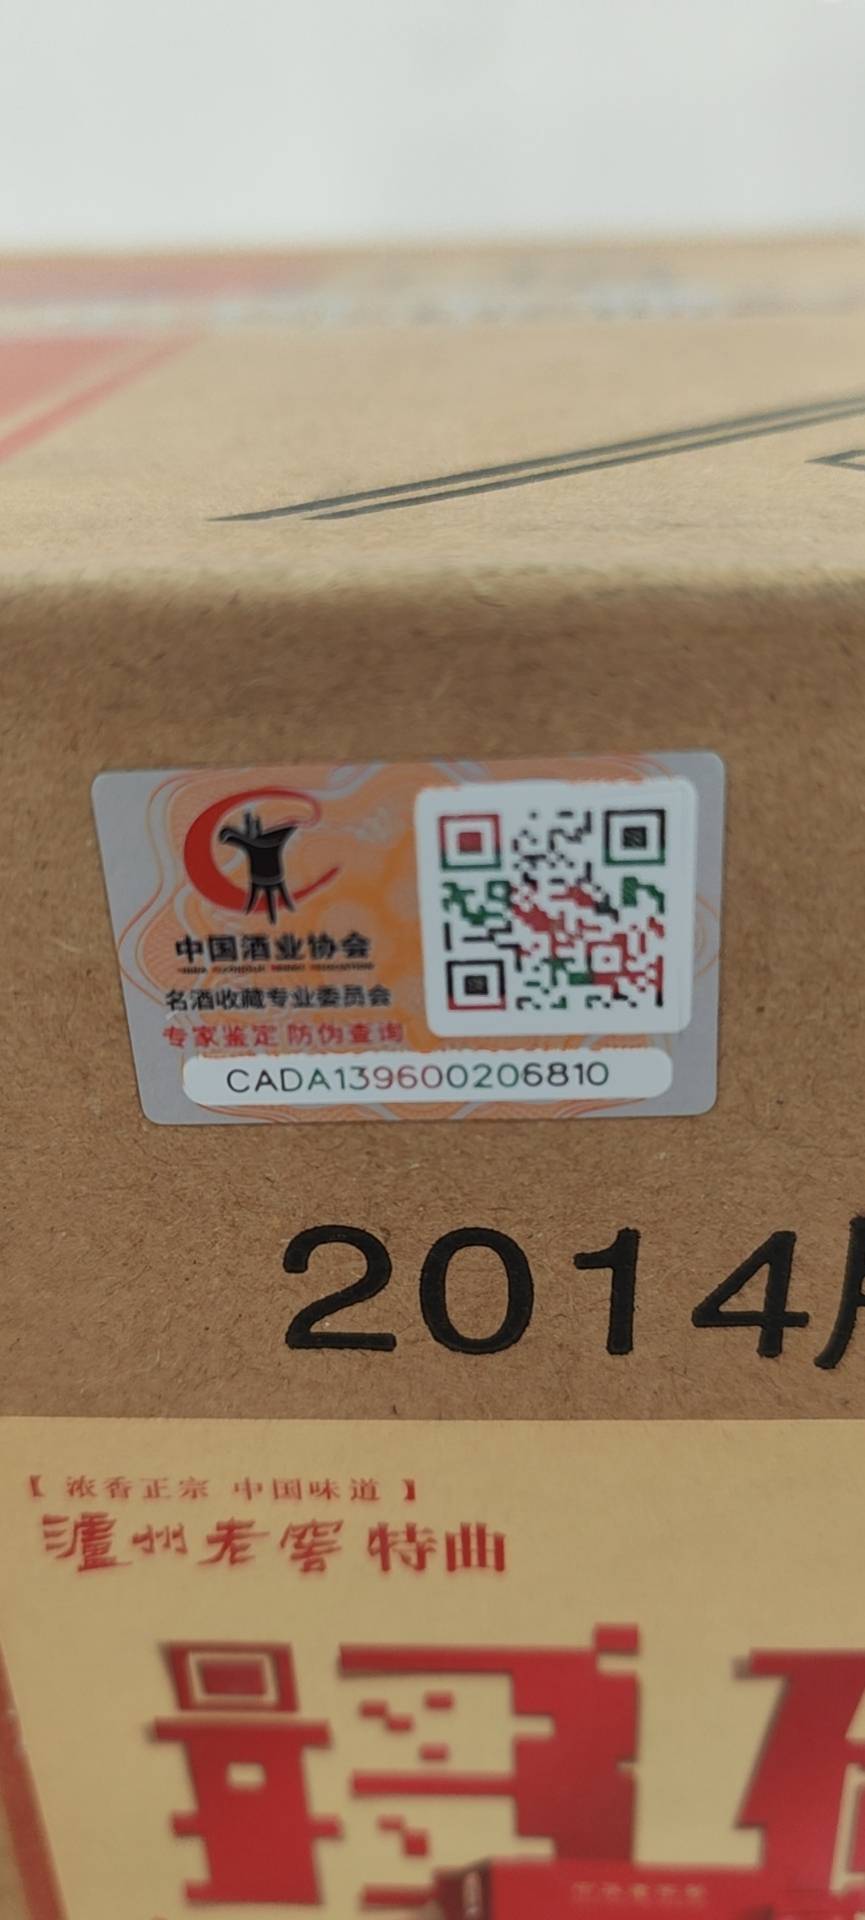 中国酒业协会
名酒收藏专业委员会
专家鉴定 防伪查询
CADA139600206810
2014
【 浓香正宗 中国味道 】
泸州老窖 特曲